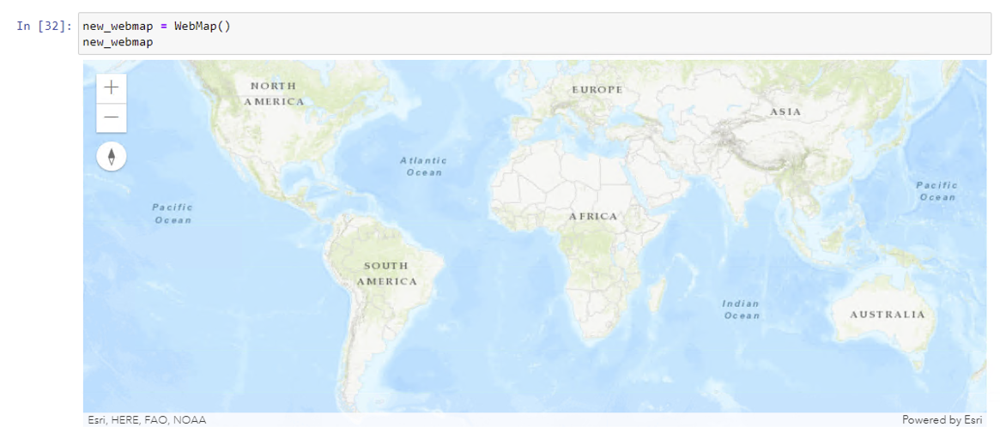 In [32]: new_webmap = WebMap()
new_webmap
NORTH
AMERICA
EUROPE
ASIA
Atlantic
Ocean
Pacific
Ocean
Pacific
Ocean
AFRICA
SOUTH
AMERICA
Indian
Ocean
AUSTRALIA
Esri, HERE, FAO, NOAA
Powered by Esri